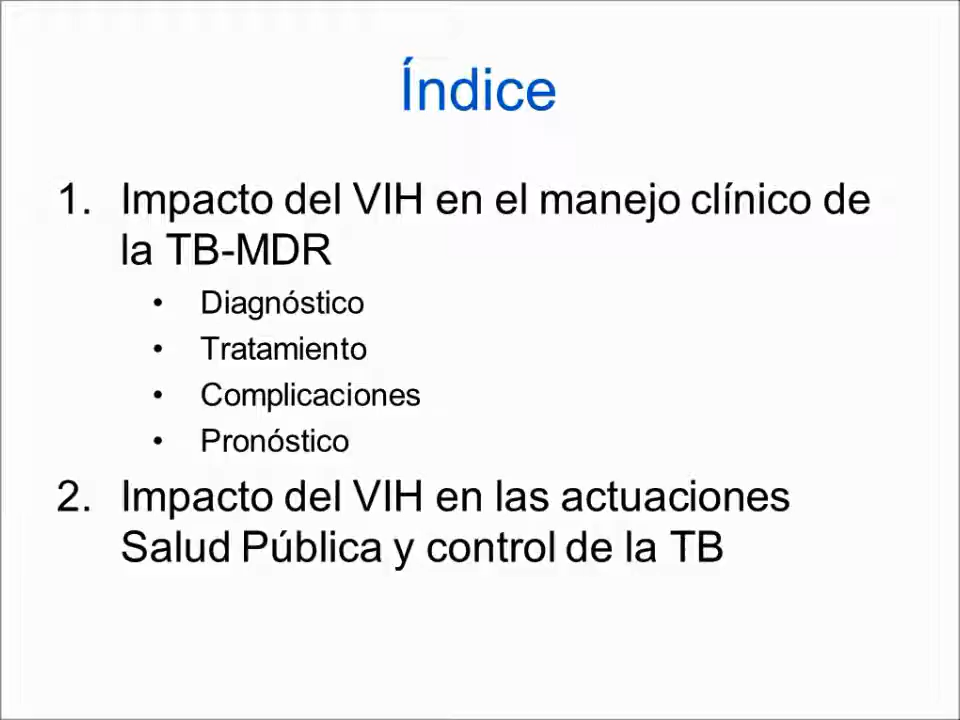 Índice
1. Impacto del VIH en el manejo clínico de
la TB-MDR
• Diagnóstico
• Tratamiento
• Complicaciones
• Pronóstico
2. Impacto del VIH en las actuaciones
Salud Pública y control de la TB